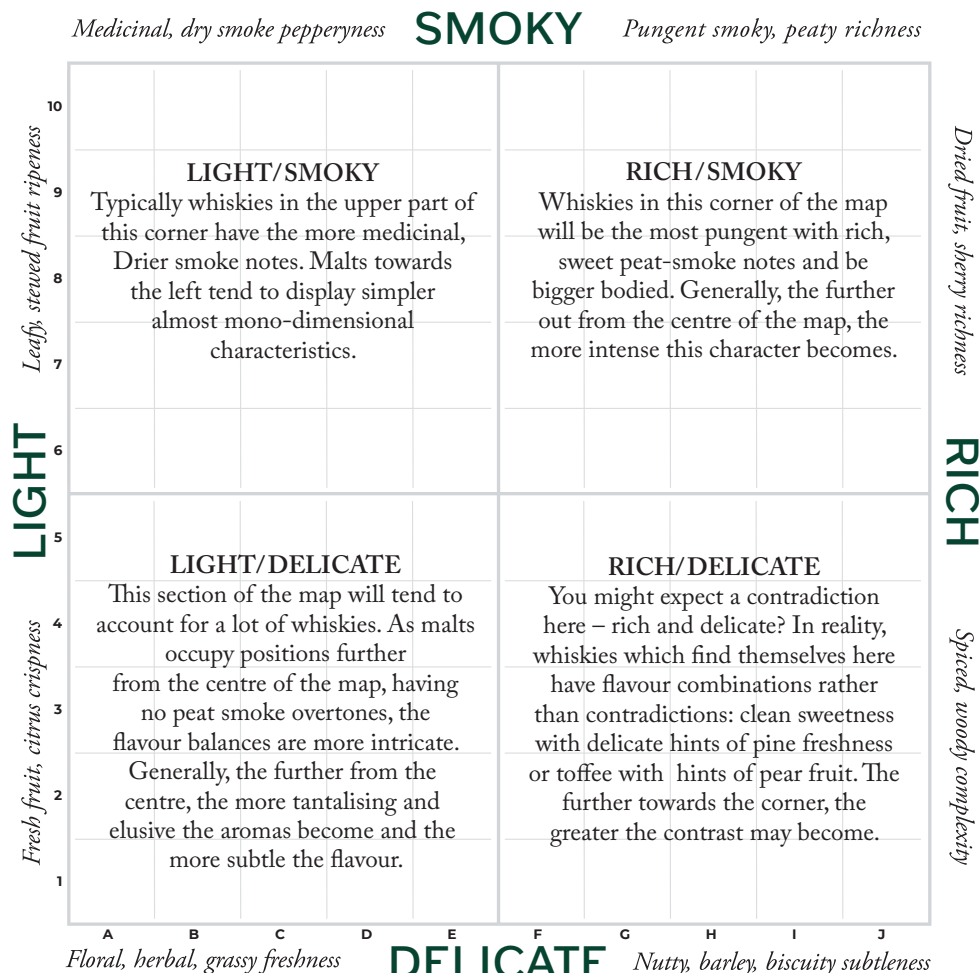 Medicinal, dry smoke pepperyness
SMOKY
Pungent smoky, peaty richness
Leafy, stewed fruit ripeness
LIGHT
Fresh fruit, citrus crispness
10
9
8
7
6
5
4
3
2
1
LIGHT/SMOKY
Typically whiskies in the upper part of
this corner have the more medicinal,
Drier smoke notes. Malts towards
the left tend to display simpler
almost mono-dimensional
characteristics.
RICH/SMOKY
Whiskies in this corner of the map
will be the most pungent with rich,
sweet peat-smoke notes and be
bigger bodied. Generally, the further
out from the centre of the map, the
more intense this character becomes.
LIGHT/DELICATE
This section of the map will tend to
account for a lot of whiskies. As malts
occupy positions further
from the centre of the map, having
no peat smoke overtones, the
flavour balances are more intricate.
Generally, the further from the
centre, the more tantalising and
elusive the aromas become and the
more subtle the flavour.
RICH/DELICATE
You might expect a contradiction
here – rich and delicate? In reality,
whiskies which find themselves here
have flavour combinations rather
than contradictions: clean sweetness
with delicate hints of pine freshness
or toffee with hints of pear fruit. The
further towards the corner, the
greater the contrast may become.
Dried fruit, sherry richness
RICH
Spiced, woody complexity
A B C D E F G H I J
Floral, herbal, grassy freshness
DELICATE
Nutty, barley, biscuity subtleness